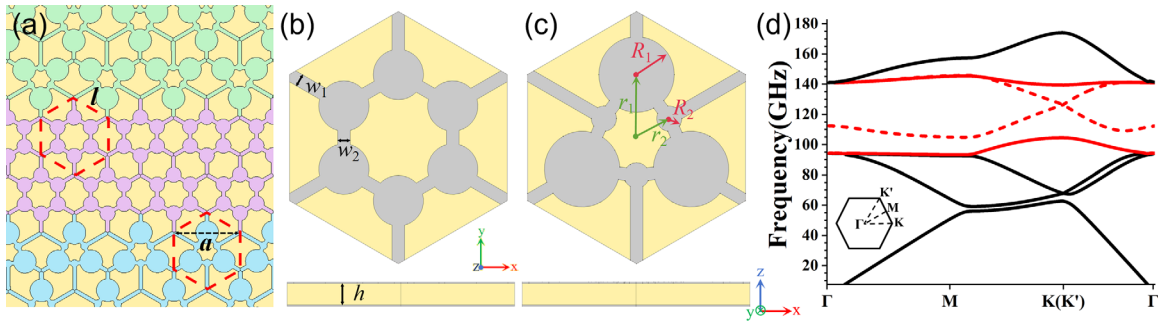 (a)
l
a
(b)
w1
w2
y
z
x
h
(c)
R1
r1
R2
r2
z
y
x
(d)
Frequency(GHz)
180
160
140
120
100
80
60
40
20
K'
M
Γ
K
Γ
M
K(K')
Γ